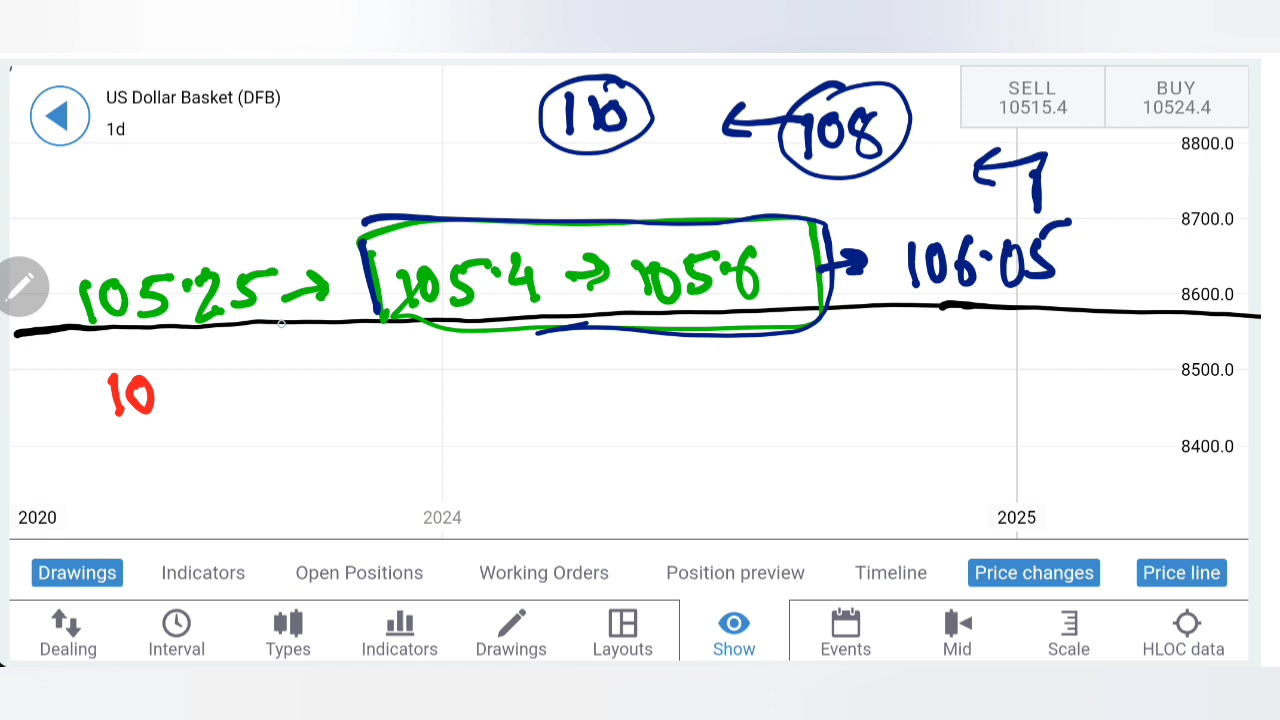 US Dollar Basket (DFB)
1d
SELL
10515.4
BUY
10524.4
110
← 108
8800.0
8700.0
105.25 → 105.4 → 105.6 → 106.05
8600.0
10
8500.0
8400.0
2020 2024 2025
Drawings Indicators Open Positions Working Orders Position preview Timeline Price changes Price line
Dealing Interval Types Indicators Drawings Layouts Show Events Mid Scale HLOC data